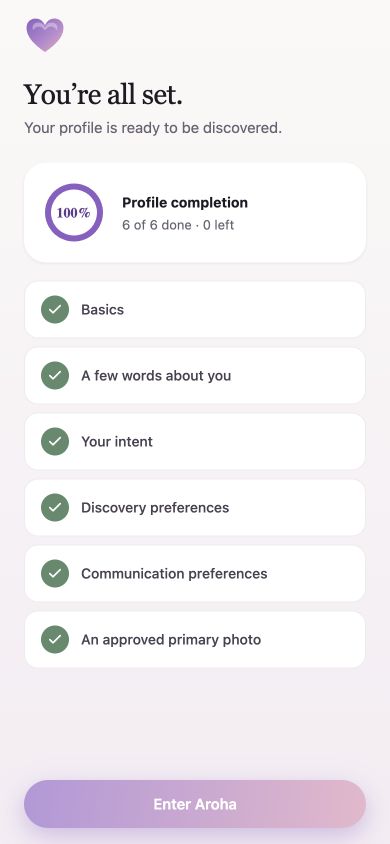 You’re all set.
Your profile is ready to be discovered.
100%
Profile completion
6 of 6 done · 0 left
Basics
A few words about you
Your intent
Discovery preferences
Communication preferences
An approved primary photo
Enter Aroha